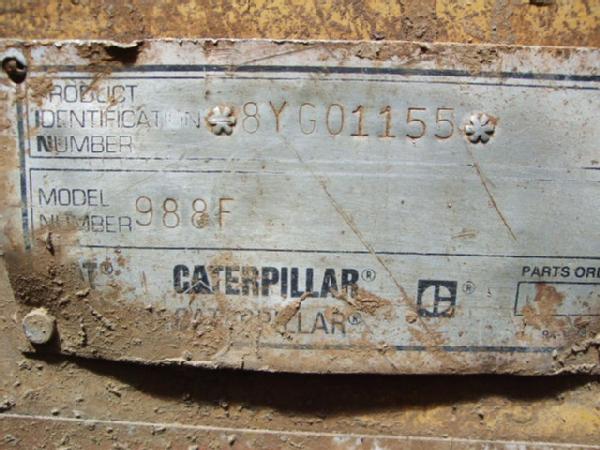 PRODUCT
IDENTIFICATION
NUMBER
*8YG01155*
MODEL
NUMBER
988F
CATERPILLAR®
®
PARTS ORD
CATERPILLAR®